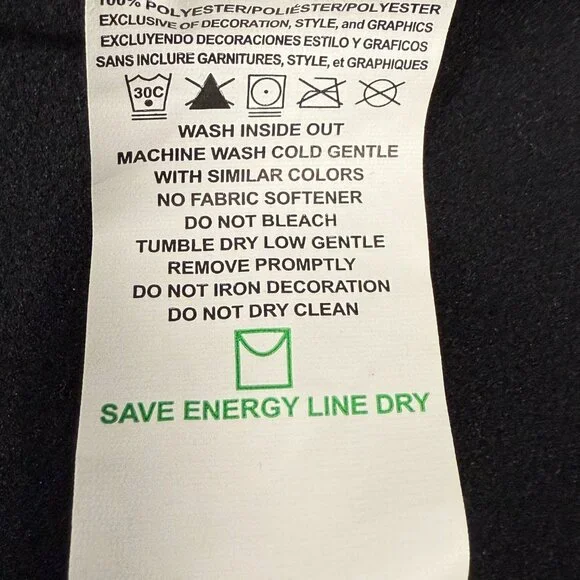 100% POLYESTER/POLIÉSTER/POLYESTER
EXCLUSIVE OF DECORATION, STYLE, and GRAPHICS
EXCLUYENDO DECORACIONES ESTILO Y GRAFICOS
SANS INCLURE GARNITURES, STYLE, et GRAPHIQUES
30C
WASH INSIDE OUT
MACHINE WASH COLD GENTLE
WITH SIMILAR COLORS
NO FABRIC SOFTENER
DO NOT BLEACH
TUMBLE DRY LOW GENTLE
REMOVE PROMPTLY
DO NOT IRON DECORATION
DO NOT DRY CLEAN
SAVE ENERGY LINE DRY